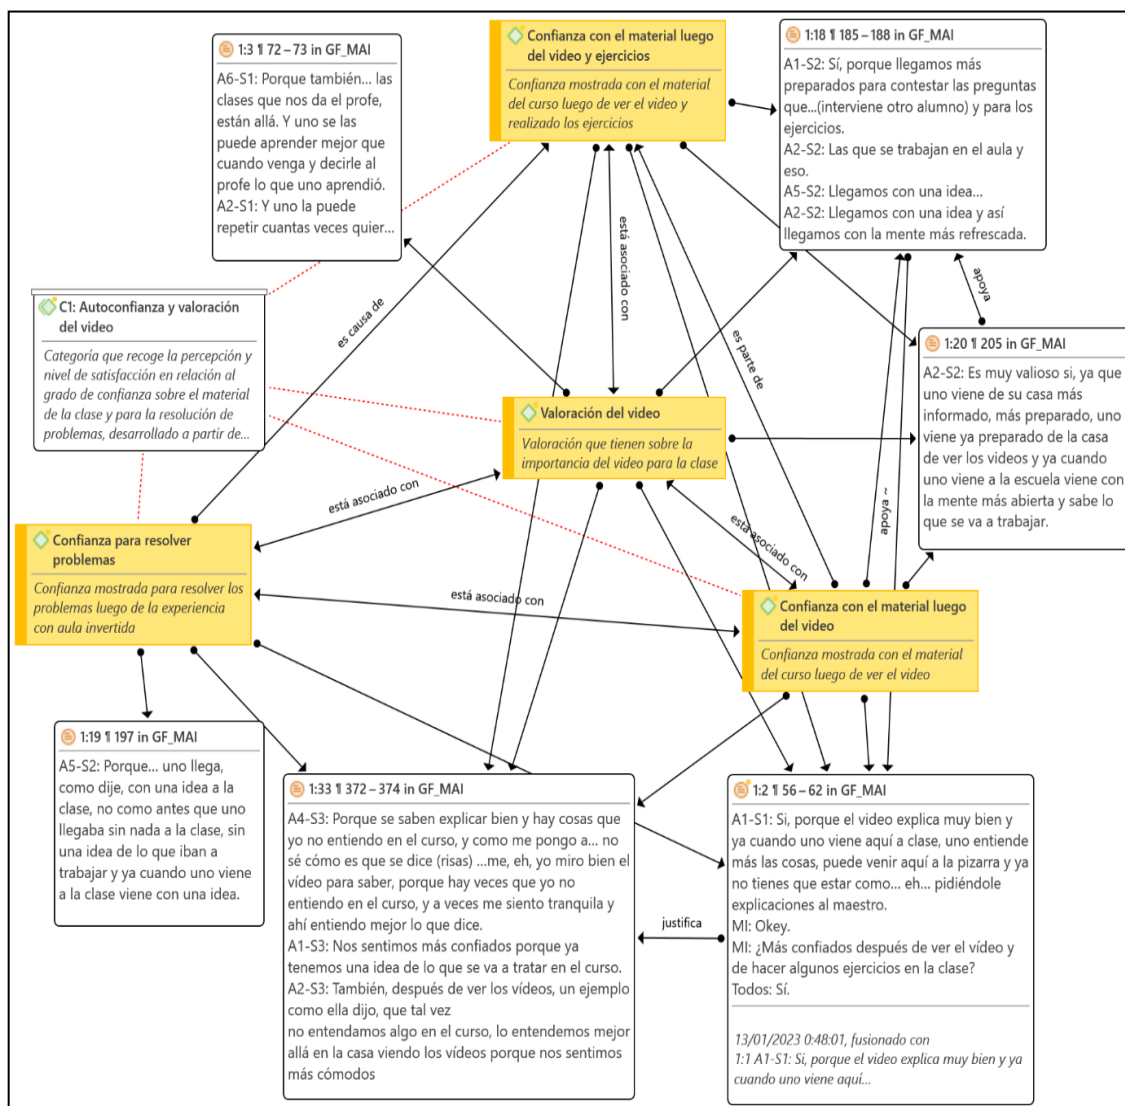 1:3 ¶ 72 – 73 in GF_MAI
A6-S1: Porque también... las
clases que nos da el profe,
están allá. Y uno se las
puede aprender mejor que
cuando venga y decirle al
profe lo que uno aprendió.
A2-S1: Y uno la puede
repetir cuantas veces quier...
Confianza con el material luego
del video y ejercicios
Confianza mostrada con el material
del curso luego de ver el video y
realizado los ejercicios
1:18 ¶ 185 – 188 in GF_MAI
A1-S2: Sí, porque llegamos más
preparados para contestar las preguntas
que...(interviene otro alumno) y para los
ejercicios.
A2-S2: Las que se trabajan en el aula y
eso.
A5-S2: Llegamos con una idea...
A2-S2: Llegamos con una idea y así
llegamos con la mente más refrescada.
está asociado con
apoya
C1: Autoconfianza y valoración
del video
Categoría que recoge la percepción y
nivel de satisfacción en relación al
grado de confianza sobre el material
de la clase y para la resolución de
problemas, desarrollado a partir de...
es causa de
es parte de
1:20 ¶ 205 in GF_MAI
A2-S2: Es muy valioso si, ya que
uno viene de su casa más
informado, más preparado, uno
viene ya preparado de la casa
de ver los videos y ya cuando
uno viene a la escuela viene con
la mente más abierta y sabe lo
que se va a trabajar.
Valoración del video
Valoración que tienen sobre la
importancia del video para la clase
está asociado con
está asociado con
apoya ~
Confianza para resolver
problemas
Confianza mostrada para resolver los
problemas luego de la experiencia
con aula invertida
está asociado con
Confianza con el material luego
del video
Confianza mostrada con el material
del curso luego de ver el video
1:19 ¶ 197 in GF_MAI
A5-S2: Porque... uno llega,
como dije, con una idea a la
clase, no como antes que uno
llegaba sin nada a la clase, sin
una idea de lo que iban a
trabajar y ya cuando uno viene
a la clase viene con una idea.
1:33 ¶ 372 – 374 in GF_MAI
A4-S3: Porque se saben explicar bien y hay cosas que
yo no entiendo en el curso, y como me pongo a... no
sé cómo es que se dice (risas) ...me, eh, yo miro bien el
vídeo para saber, porque hay veces que yo no
entiendo en el curso, y a veces me siento tranquila y
ahí entiendo mejor lo que dice.
A1-S3: Nos sentimos más confiados porque ya
tenemos una idea de lo que se va a tratar en el curso.
A2-S3: También, después de ver los vídeos, un ejemplo
como ella dijo, que tal vez
no entendamos algo en el curso, lo entendemos mejor
allá en la casa viendo los vídeos porque nos sentimos
más cómodos
justifica
1:2 ¶ 56 – 62 in GF_MAI
A1-S1: Si, porque el video explica muy bien y
ya cuando uno viene aquí a clase, uno entiende
más las cosas, puede venir aquí a la pizarra y ya
no tienes que estar como... eh... pidiéndole
explicaciones al maestro.
MI: Okey.
MI: ¿Más confiados después de ver el vídeo y
de hacer algunos ejercicios en la clase?
Todos: Sí.
13/01/2023 0:48:01, fusionado con
1:1 A1-S1: Si, porque el video explica muy bien y ya
cuando uno viene aquí...